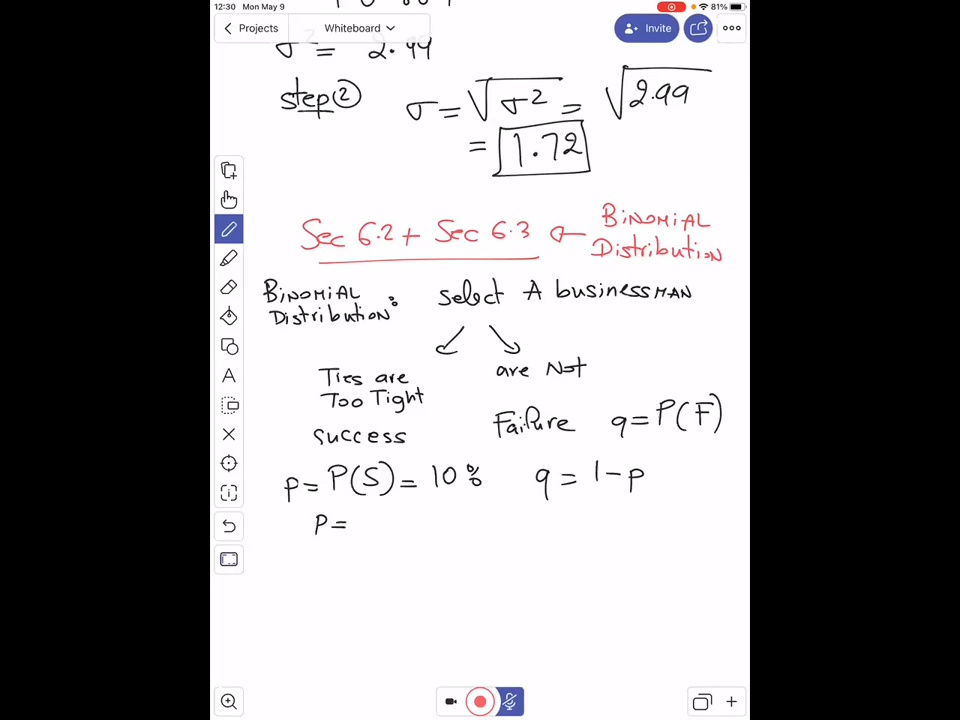 12:30 Mon May 9
81%
Projects
Whiteboard
Invite
σ² = 2.99
step ②
σ = √σ² = √2.99
= 1.72
Sec 6.2 + Sec 6.3 ← BINOMIAL Distribution
BINOMIAL Distribution: select A businessMAN
Ties are Too Tight
are Not
success
Failure q = P(F)
p = P(S) = 10%
q = 1 - p
P =
A